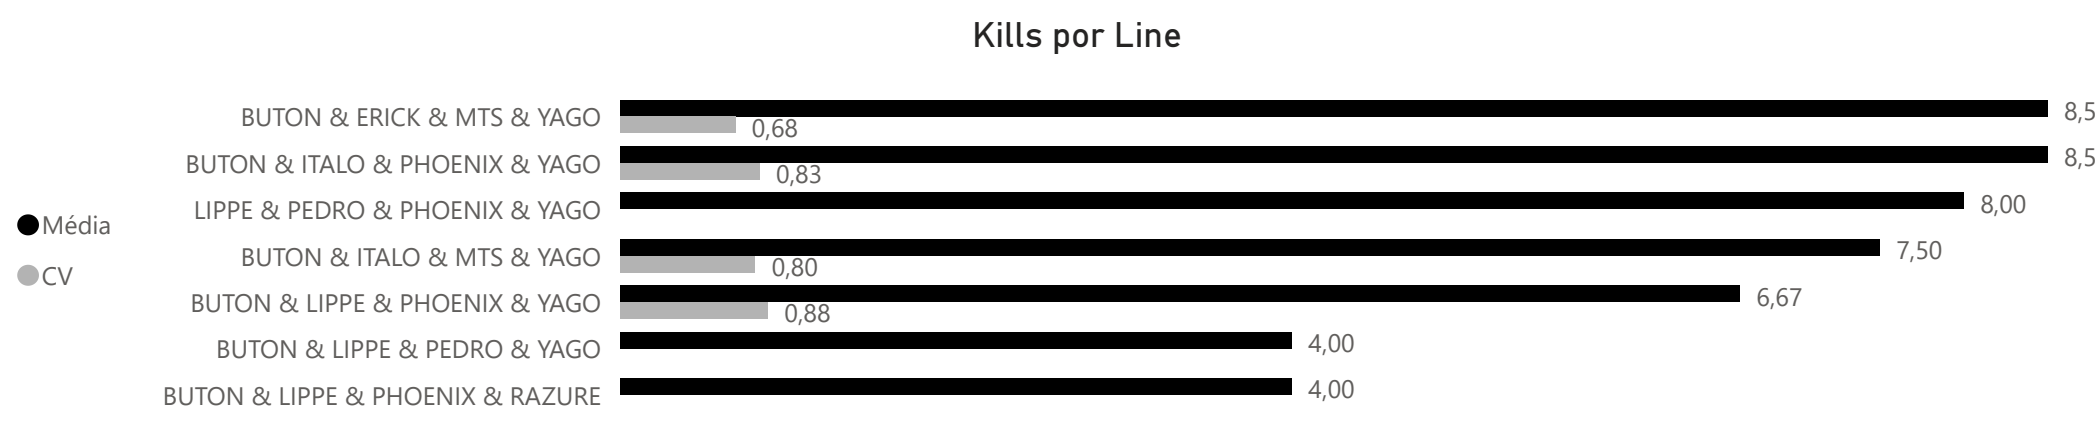 Kills por Line
Média
CV
BUTON & ERICK & MTS & YAGO
8,5
0,68
BUTON & ITALO & PHOENIX & YAGO
8,5
0,83
LIPPE & PEDRO & PHOENIX & YAGO
8,00
BUTON & ITALO & MTS & YAGO
7,50
0,80
BUTON & LIPPE & PHOENIX & YAGO
6,67
0,88
BUTON & LIPPE & PEDRO & YAGO
4,00
BUTON & LIPPE & PHOENIX & RAZURE
4,00